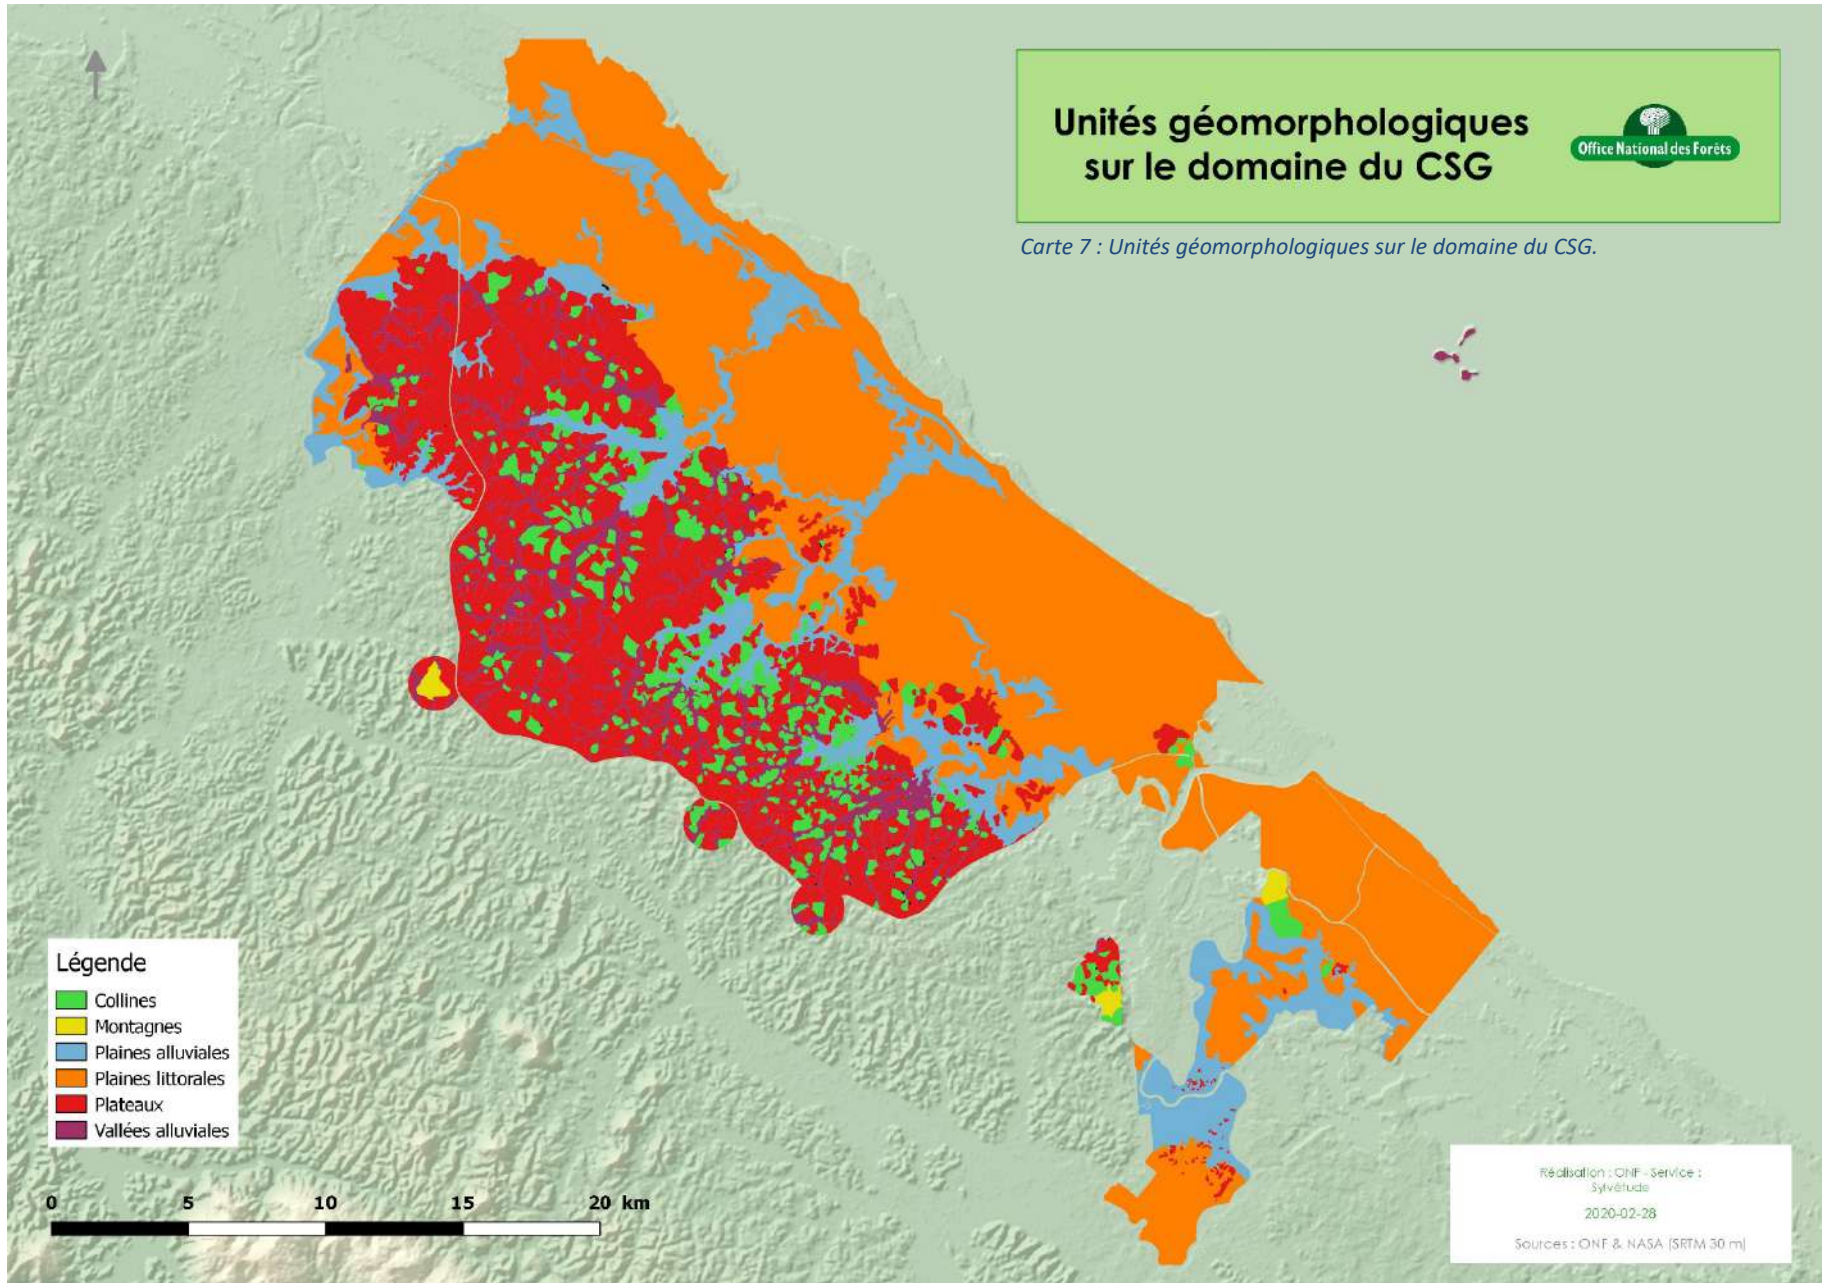 Unités géomorphologiques
sur le domaine du CSG
Office National des Forêts
Carte 7 : Unités géomorphologiques sur le domaine du CSG.
Légende
Collines
Montagnes
Plaines alluviales
Plaines littorales
Plateaux
Vallées alluviales
0 5 10 15 20 km
Réalisation : ONF - Service :
Sylvétude
2020-02-28
Sources : ONF & NASA (SRTM 30 m)